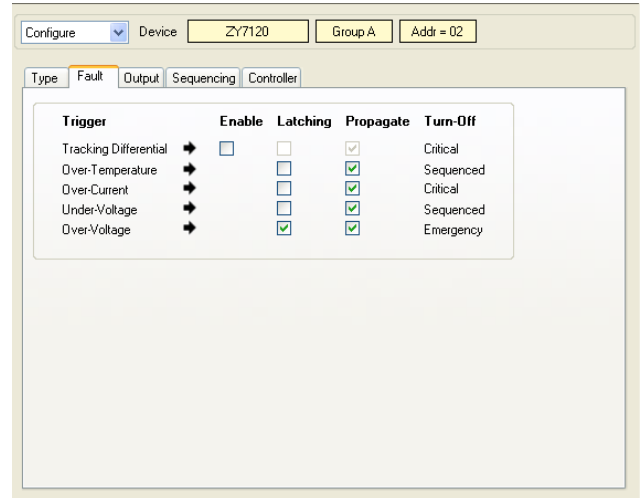 Configure Device ZY7120 Group A Addr = 02
Type Fault Output Sequencing Controller
Trigger Enable Latching Propagate Turn-Off
Tracking Differential Critical
Over-Temperature Sequenced
Over-Current Critical
Under-Voltage Sequenced
Over-Voltage Emergency